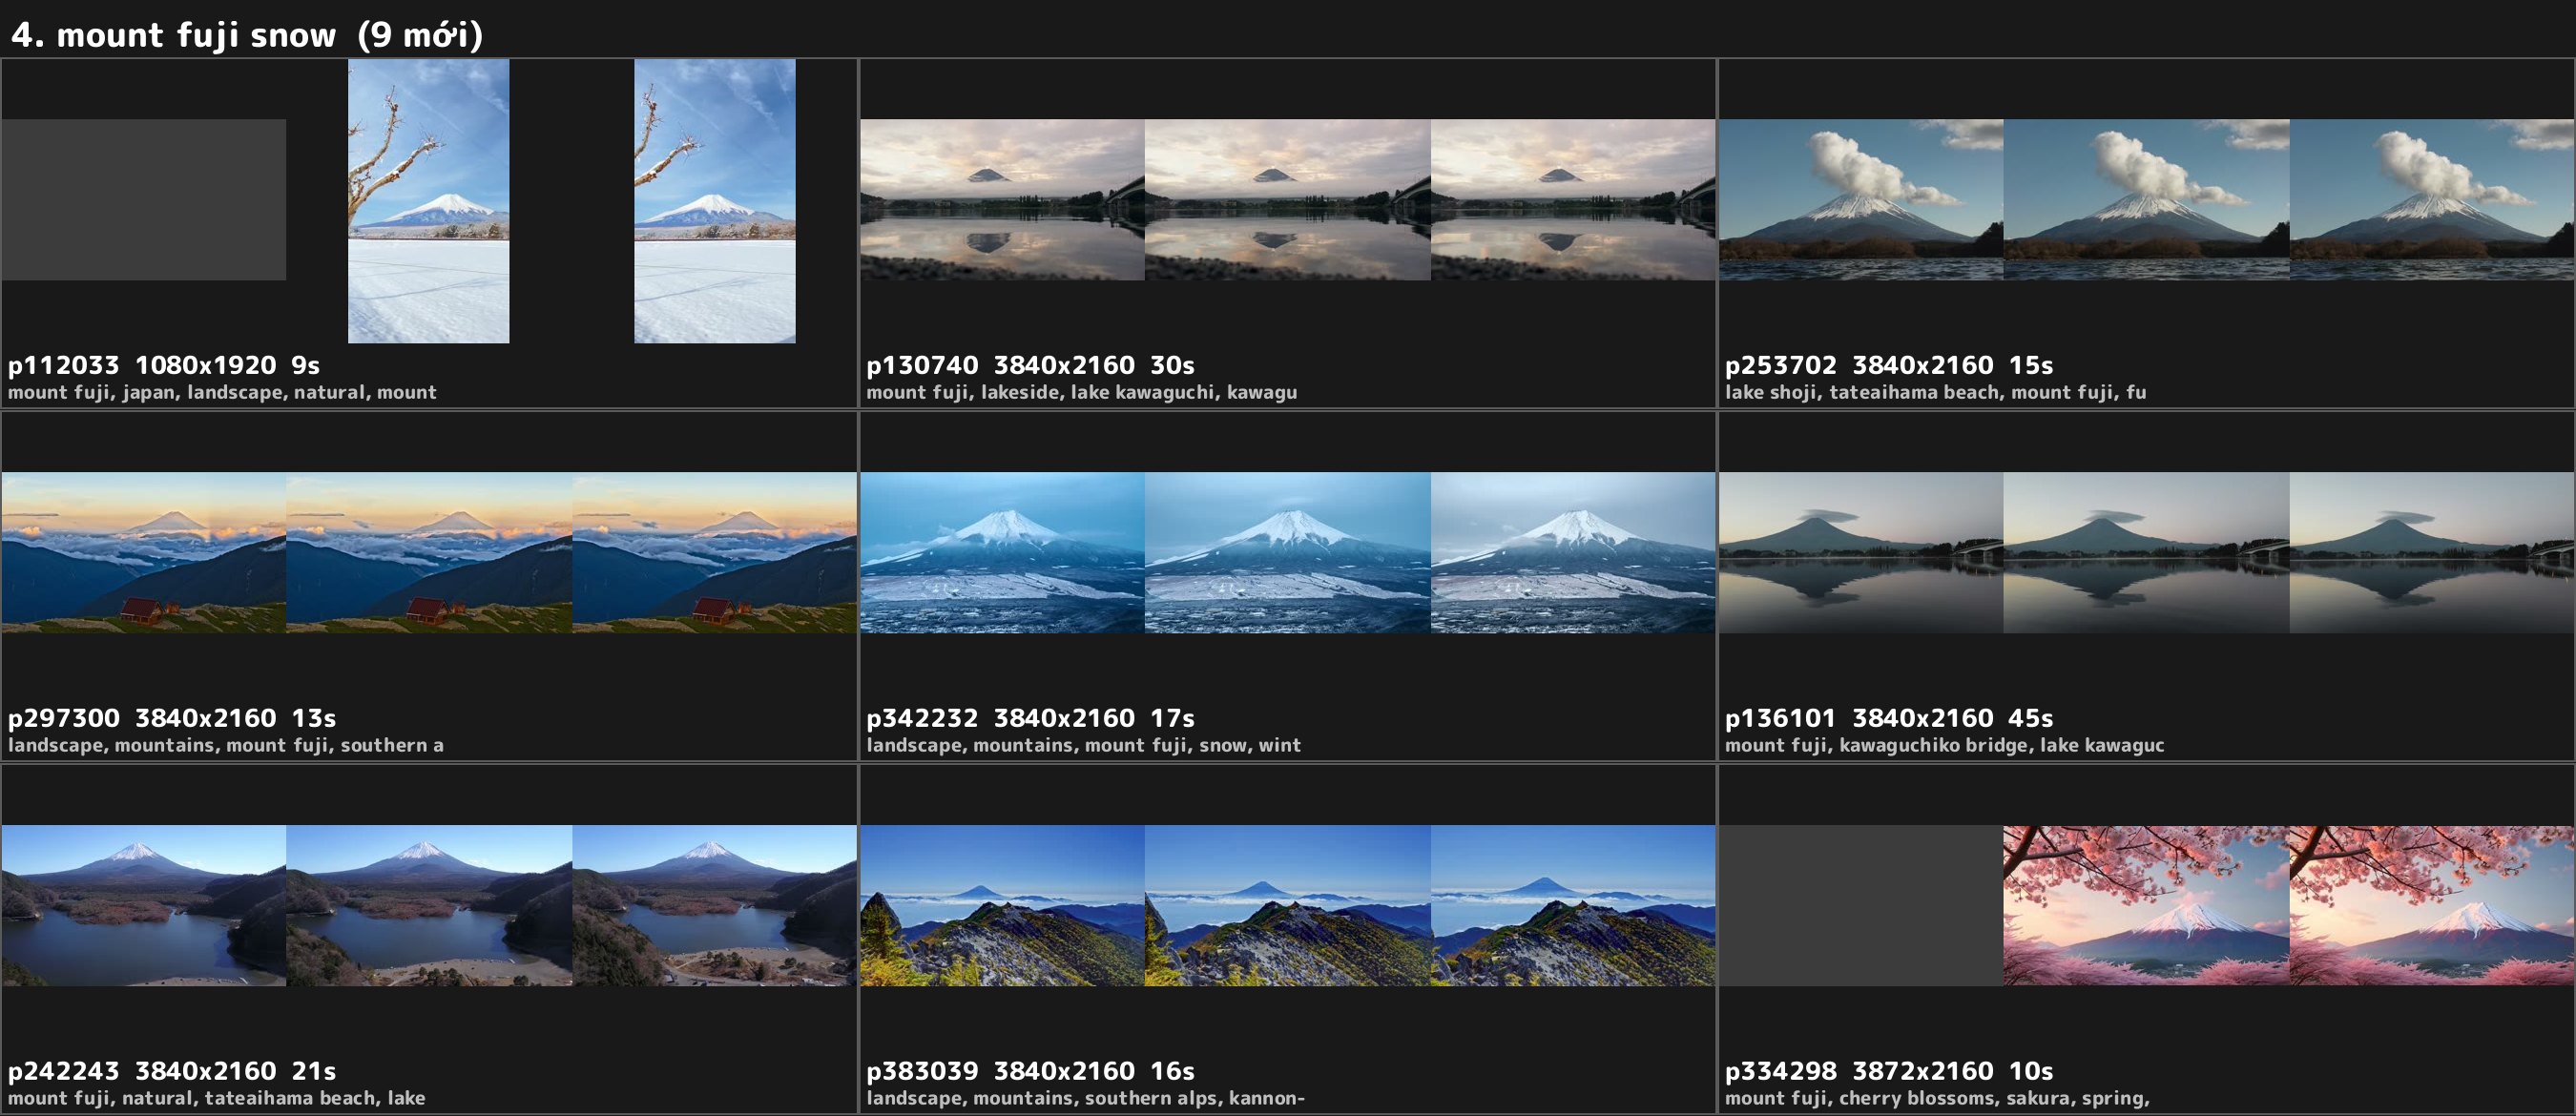 4. mount fuji snow (9 mới)
p112033 1080x1920 9s
mount fuji, japan, landscape, natural, mount
p130740 3840x2160 30s
mount fuji, lakeside, lake kawaguchi, kawagu
p253702 3840x2160 15s
lake shoji, tateaihama beach, mount fuji, fu
p297300 3840x2160 13s
landscape, mountains, mount fuji, southern a
p342232 3840x2160 17s
landscape, mountains, mount fuji, snow, wint
p136101 3840x2160 45s
mount fuji, kawaguchiko bridge, lake kawaguc
p242243 3840x2160 21s
mount fuji, natural, tateaihama beach, lake
p383039 3840x2160 16s
landscape, mountains, southern alps, kannon-
p334298 3872x2160 10s
mount fuji, cherry blossoms, sakura, spring,